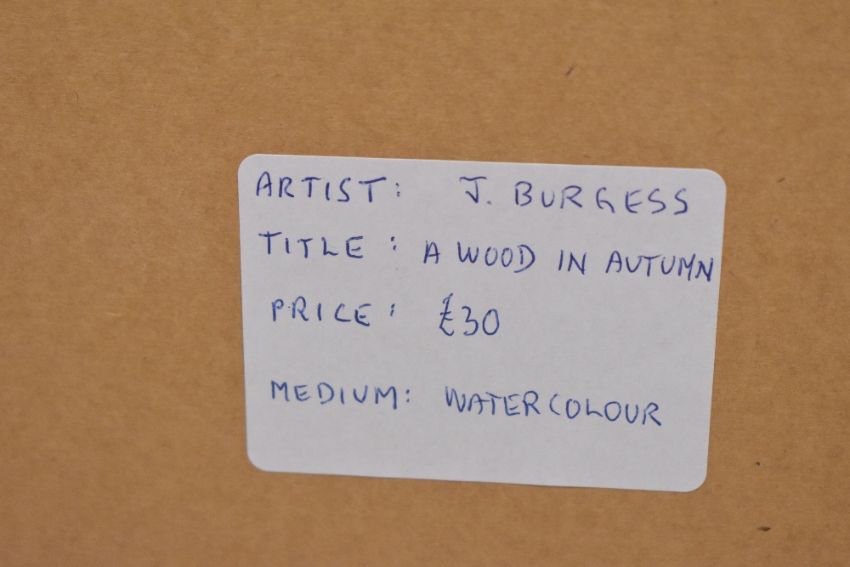 ARTIST: J. BURGESS
TITLE: A WOOD IN AUTUMN
PRICE: £30
MEDIUM: WATERCOLOUR